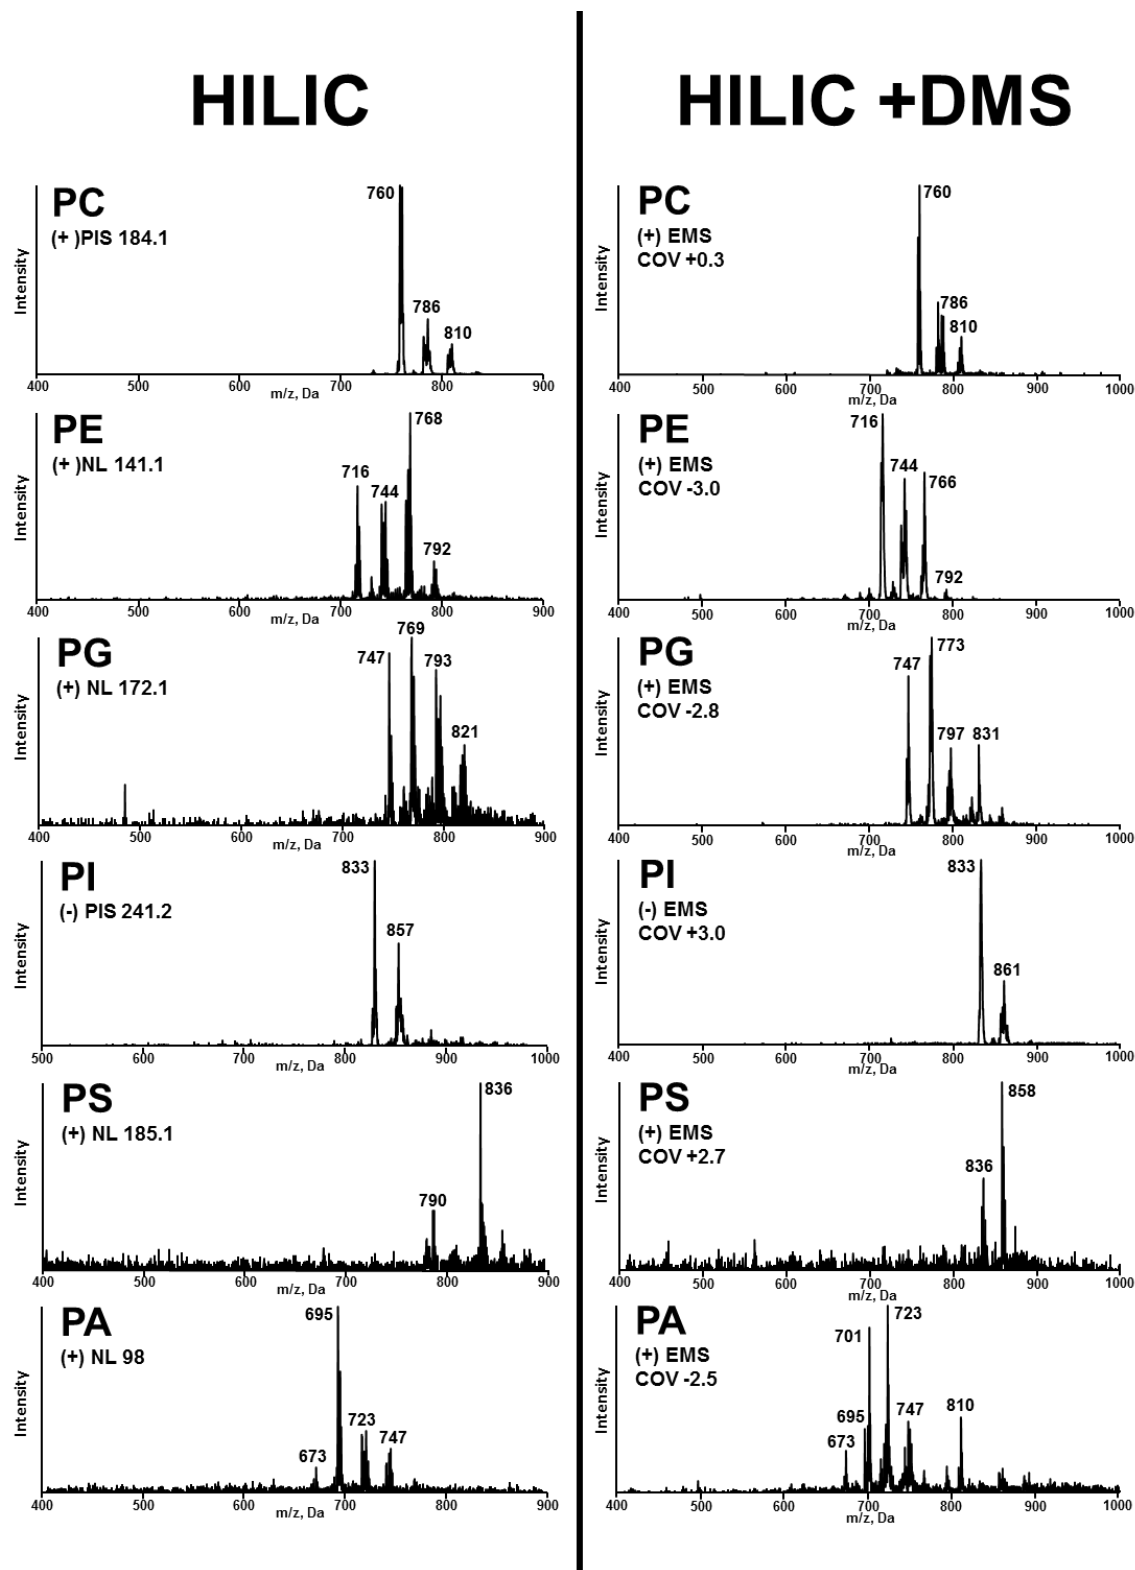 HILIC
HILIC +DMS
PC
(+ )PIS 184.1
760
786
810
Intensity
400 500 600 700 800 900
m/z, Da
PC
(+) EMS
COV +0.3
760
786
810
Intensity
400 500 600 700 800 900 1000
m/z, Da
PE
(+ )NL 141.1
716
744
768
792
Intensity
400 500 600 700 800 900
m/z, Da
PE
(+) EMS
COV -3.0
716
744
766
792
Intensity
400 500 600 700 800 900 1000
m/z, Da
PG
(+) NL 172.1
747
769
793
821
Intensity
400 500 600 700 800 900
m/z, Da
PG
(+) EMS
COV -2.8
747
773
797
831
Intensity
400 500 600 700 800 900 1000
m/z, Da
PI
(-) PIS 241.2
833
857
Intensity
500 600 700 800 900 1000
m/z, Da
PI
(-) EMS
COV +3.0
833
861
Intensity
400 500 600 700 800 900 1000
m/z, Da
PS
(+) NL 185.1
790
836
Intensity
400 500 600 700 800 900
m/z, Da
PS
(+) EMS
COV +2.7
836
858
Intensity
400 500 600 700 800 900 1000
m/z, Da
PA
(+) NL 98
673
695
723
747
Intensity
400 500 600 700 800 900
m/z, Da
PA
(+) EMS
COV -2.5
673
695
701
723
747
810
Intensity
400 500 600 700 800 900 1000
m/z, Da